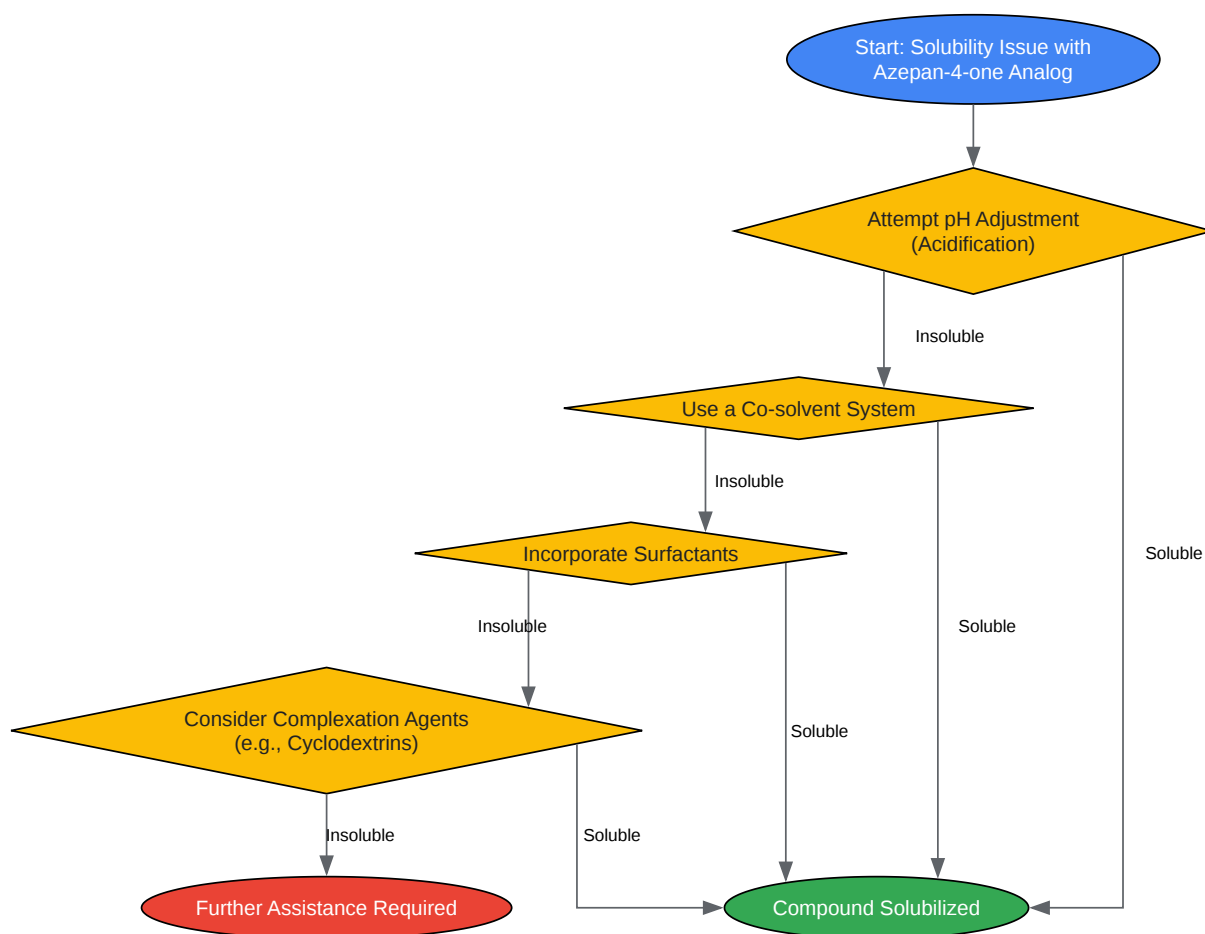 Start: Solubility Issue with
Azepan-4-one Analog
Attempt pH Adjustment
(Acidification)
Insoluble
Use a Co-solvent System
Insoluble
Incorporate Surfactants
Soluble
Insoluble
Soluble
Consider Complexation Agents
(e.g., Cyclodextrins)
Soluble
Insoluble
Soluble
Further Assistance Required
Compound Solubilized